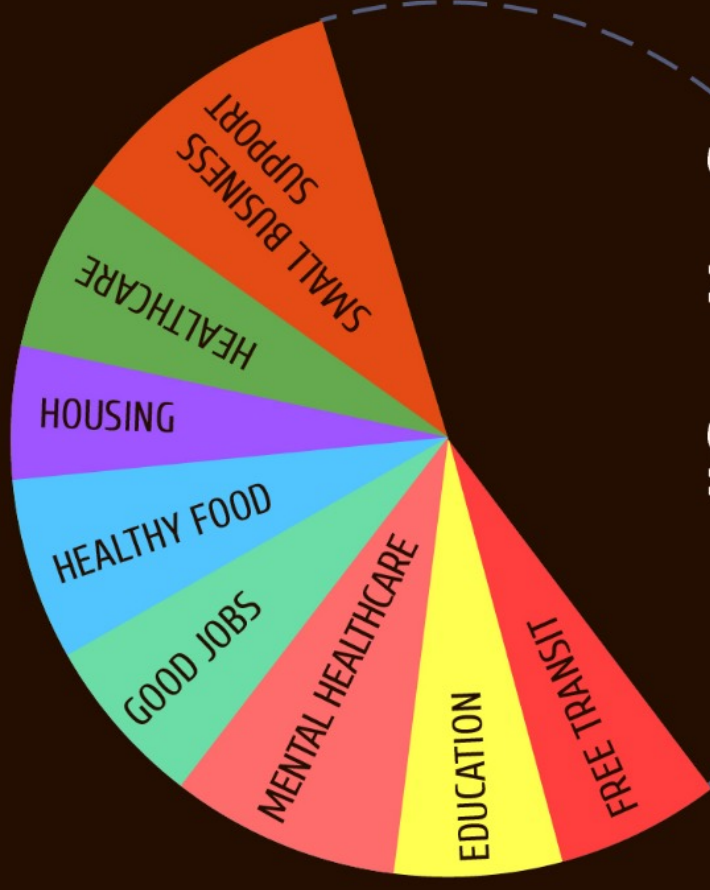 SMALL BUSINESS
SUPPORT
HEALTHCARE
HOUSING
HEALTHY FOOD
GOOD JOBS
MENTAL HEALTHCARE
EDUCATION
FREE TRANSIT